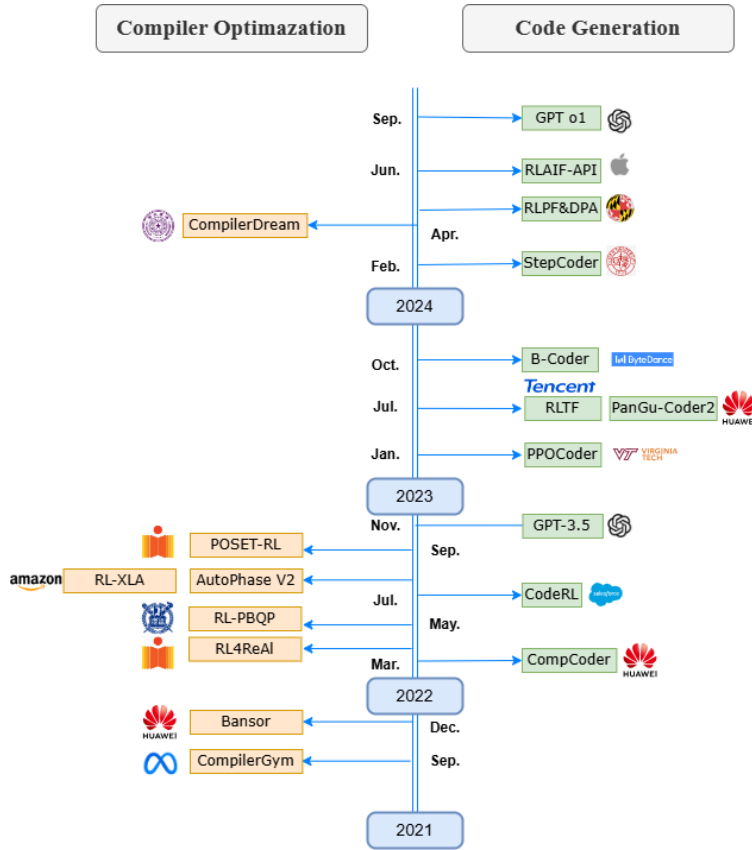 Compiler Optimazation
Code Generation
Sep.
GPT o1
Jun.
RLAIF-API
RLPF&DPA
CompilerDream
Apr.
Feb.
StepCoder
2024
Oct.
B-Coder
ByteDance
Tencent
Jul.
RLTF
PanGu-Coder2
HUAWEI
Jan.
PPOCoder
VT VIRGINIA TECH
2023
Nov.
GPT-3.5
POSET-RL
Sep.
amazon
RL-XLA
AutoPhase V2
Jul.
CodeRL
salesforce
RL-PBQP
May.
RL4ReAl
Mar.
CompCoder
HUAWEI
2022
HUAWEI
Bansor
Dec.
CompilerGym
Sep.
2021